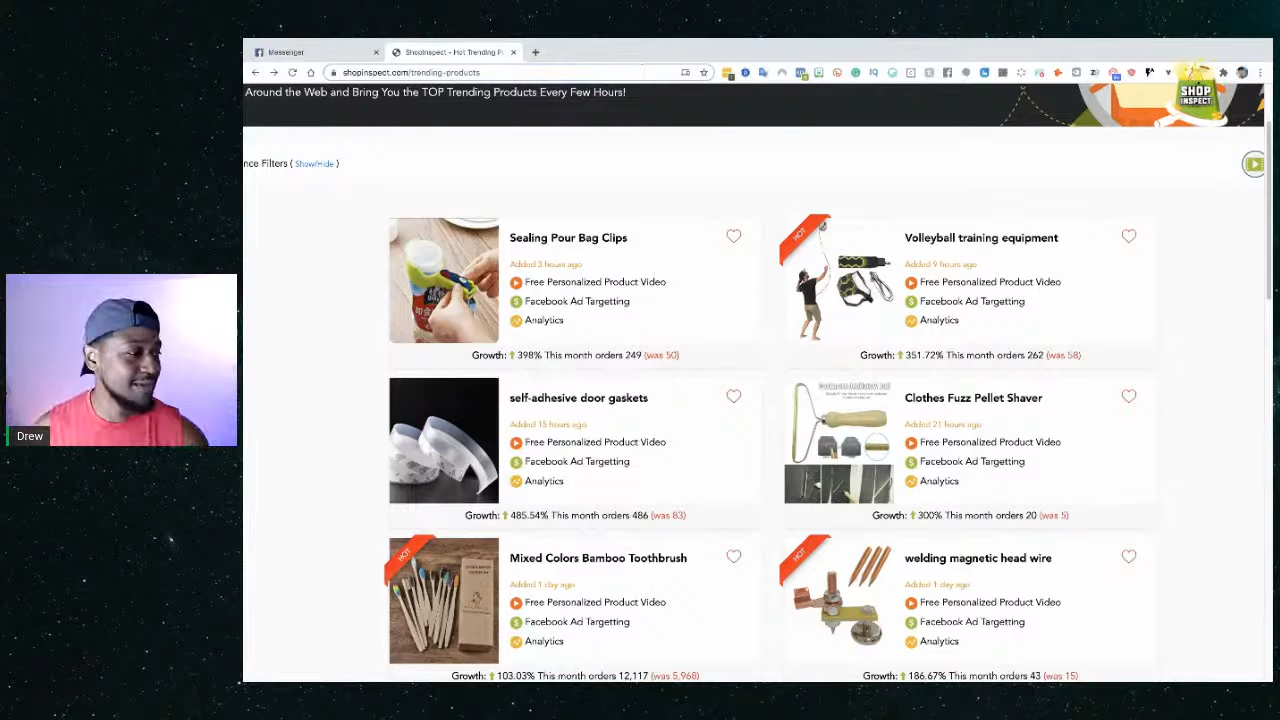 Messenger
ShopInspect - Hot Trending Pr
shopinspect.com/trending-products
SHOP
INSPECT
Around the Web and Bring You the TOP Trending Products Every Few Hours!
nce Filters ( Show/Hide )
Sealing Pour Bag Clips
Added 3 hours ago
Free Personalized Product Video
Facebook Ad Targetting
Analytics
Growth: 398% This month orders 249 (was 50)
HOT
Volleyball training equipment
Added 9 hours ago
Free Personalized Product Video
Facebook Ad Targetting
Analytics
Growth: 351.72% This month orders 262 (was 58)
self-adhesive door gaskets
Added 15 hours ago
Free Personalized Product Video
Facebook Ad Targetting
Analytics
Growth: 485.54% This month orders 486 (was 83)
Clothes Fuzz Pellet Shaver
Added 21 hours ago
Free Personalized Product Video
Facebook Ad Targetting
Analytics
Growth: 300% This month orders 20 (was 5)
HOT
Mixed Colors Bamboo Toothbrush
Added 1 day ago
Free Personalized Product Video
Facebook Ad Targetting
Analytics
Growth: 103.03% This month orders 12,117 (was 5,968)
HOT
welding magnetic head wire
Added 1 day ago
Free Personalized Product Video
Facebook Ad Targetting
Analytics
Growth: 186.67% This month orders 43 (was 15)
Drew